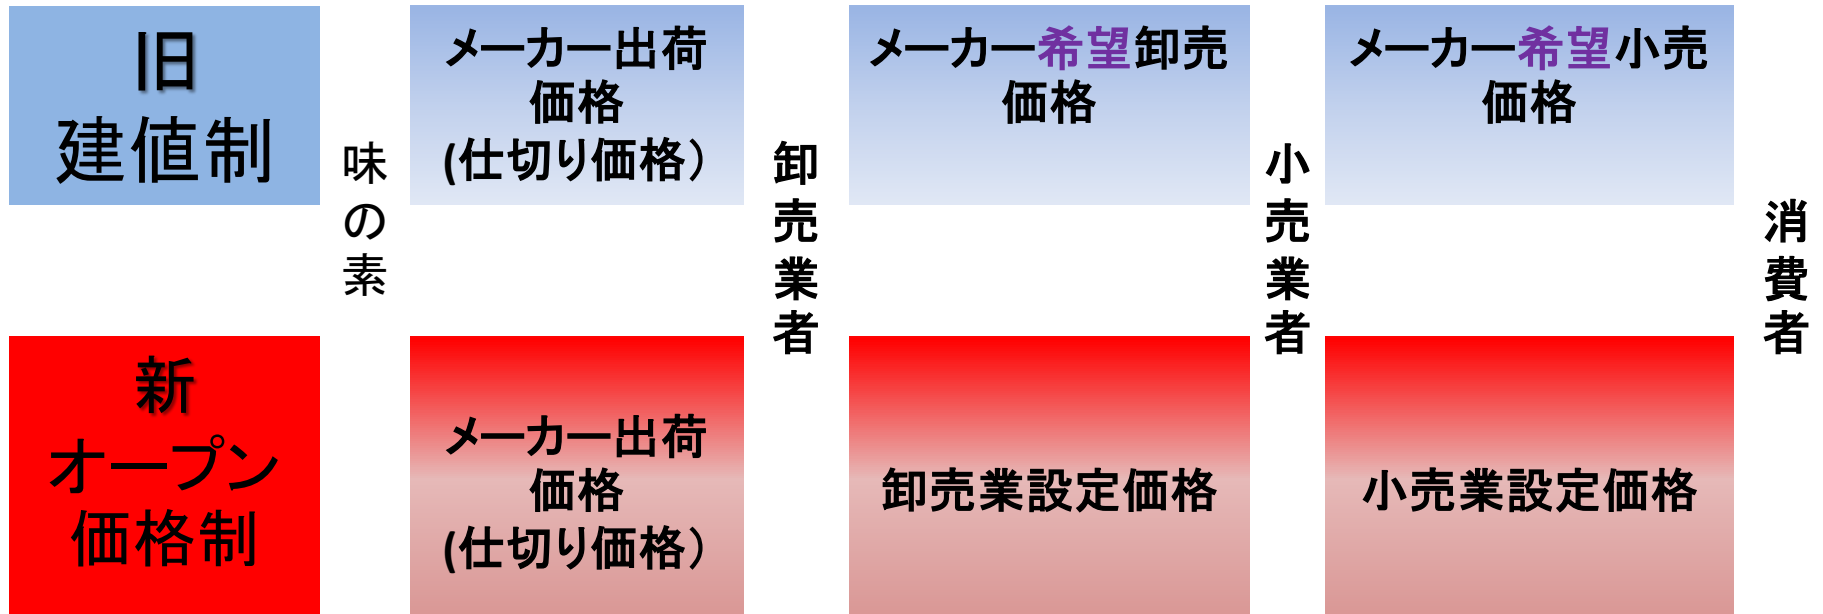 旧
建値制
味の素
メーカー出荷
価格
(仕切り価格）
卸売業者
メーカー希望卸売
価格
小売業者
メーカー希望小売
価格
消費者
新
オープン
価格制
メーカー出荷
価格
(仕切り価格）
卸売業設定価格
小売業設定価格